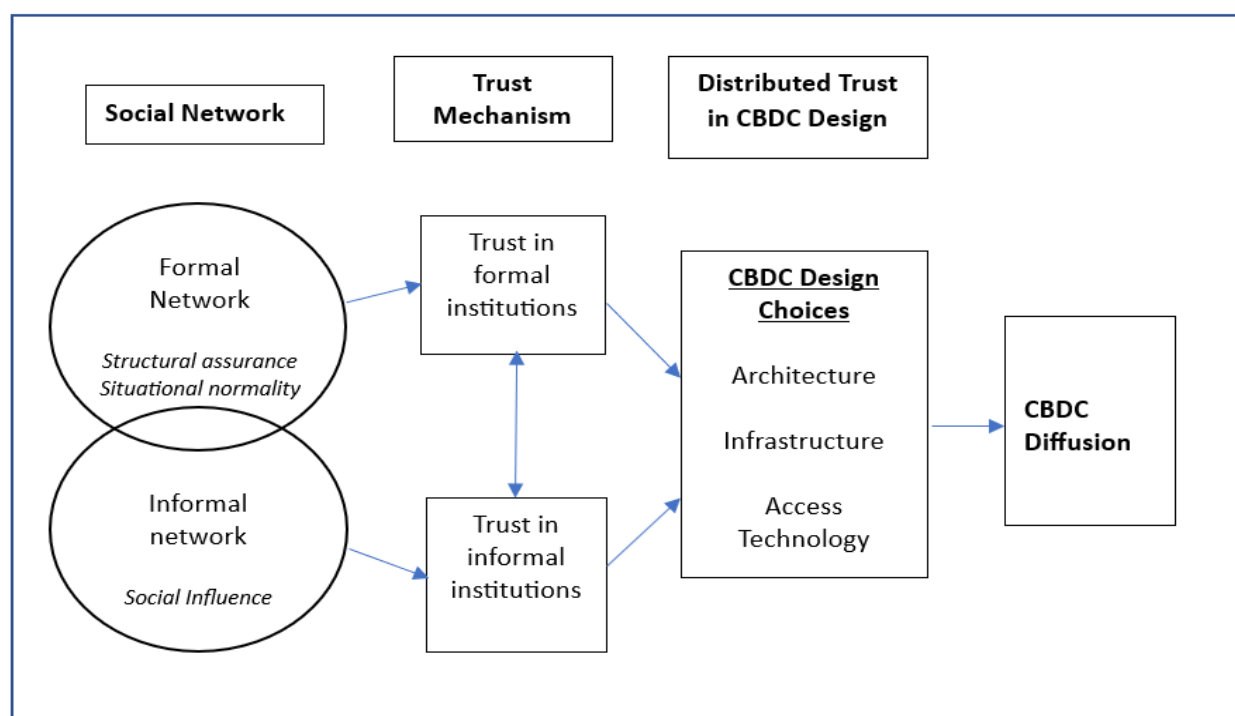 Social Network
Trust
Mechanism
Distributed Trust
in CBDC Design
Formal
Network
Structural assurance
Situational normality
Informal
network
Social Influence
Trust in
formal
institutions
Trust in
informal
institutions
CBDC Design
Choices
Architecture
Infrastructure
Access
Technology
CBDC
Diffusion